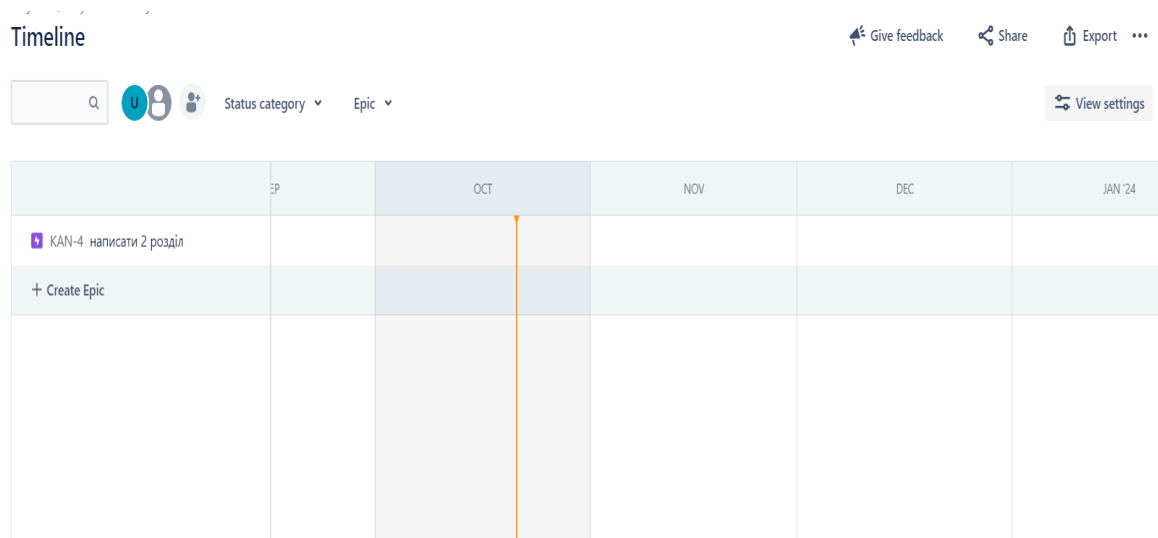 Timeline
Give feedback Share Export
U Status category Epic View settings
EP OCT NOV DEC JAN '24
KAN-4 написати 2 розділ
+ Create Epic